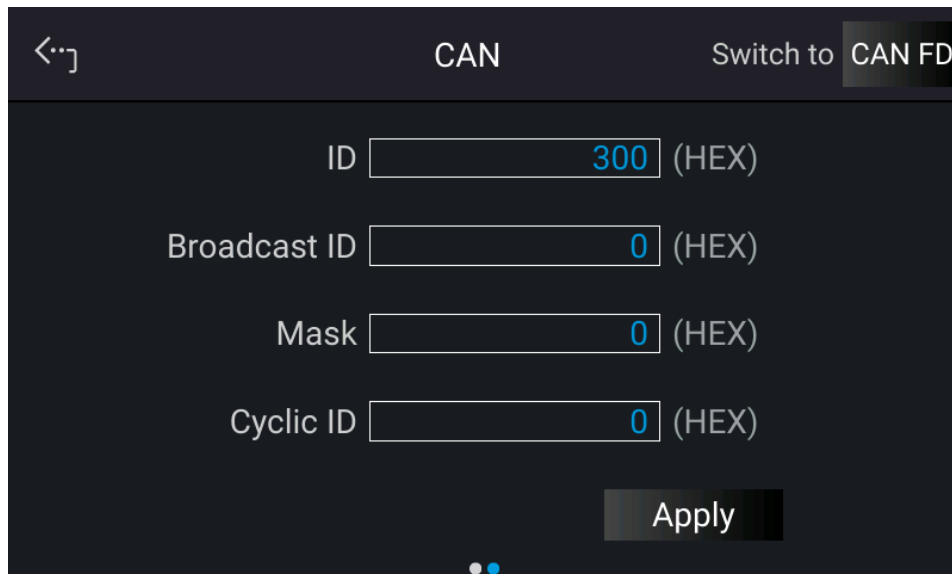 CAN
Switch to CAN FD
ID 300 (HEX)
Broadcast ID 0 (HEX)
Mask 0 (HEX)
Cyclic ID 0 (HEX)
Apply